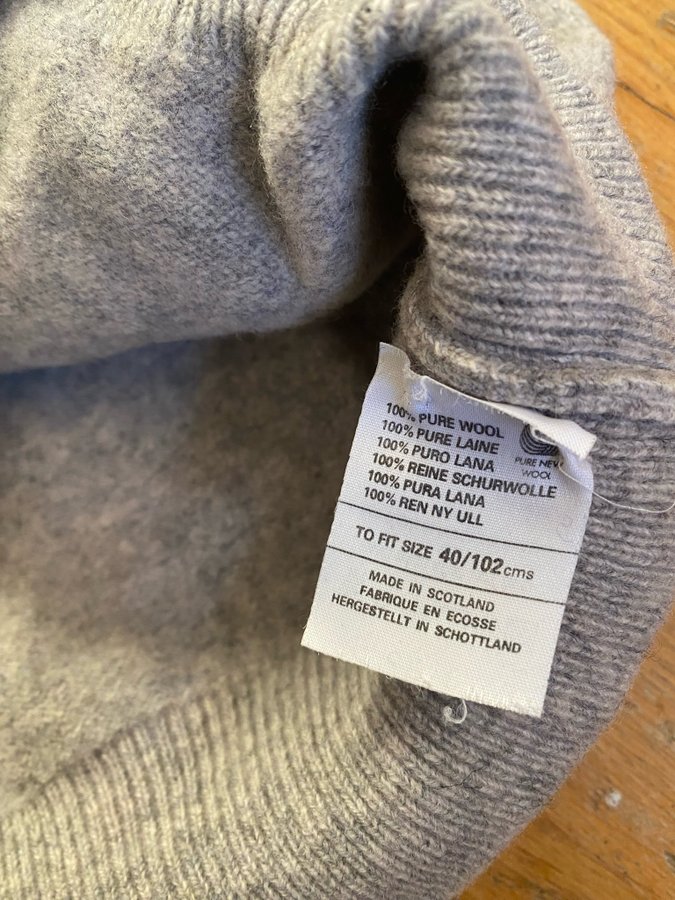 100% PURE WOOL
100% PURE LAINE
100% PURO LANA
100% REINE SCHURWOLLE
100% PURA LANA
100% REN NY ULL
PURE NEW
WOOL
TO FIT SIZE 40/102cms
MADE IN SCOTLAND
FABRIQUE EN ECOSSE
HERGESTELLT IN SCHOTTLAND